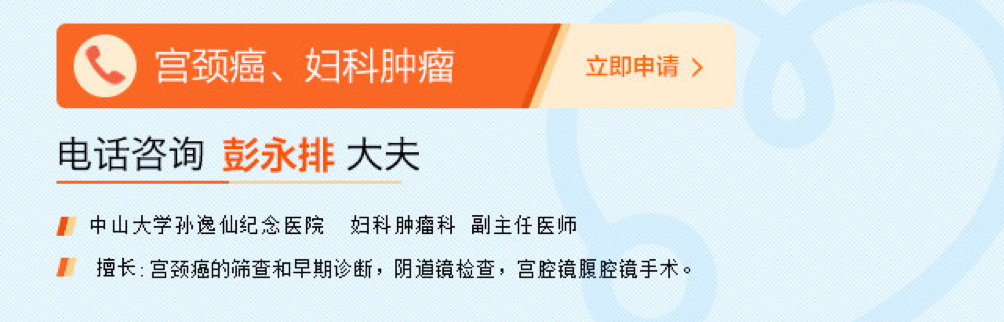 宫颈癌、妇科肿瘤 立即申请 >
电话咨询 彭永排 大夫
中山大学孙逸仙纪念医院 妇科肿瘤科 副主任医师
擅长:宫颈癌的筛查和早期诊断，阴道镜检查，宫腔镜腹腔镜手术。